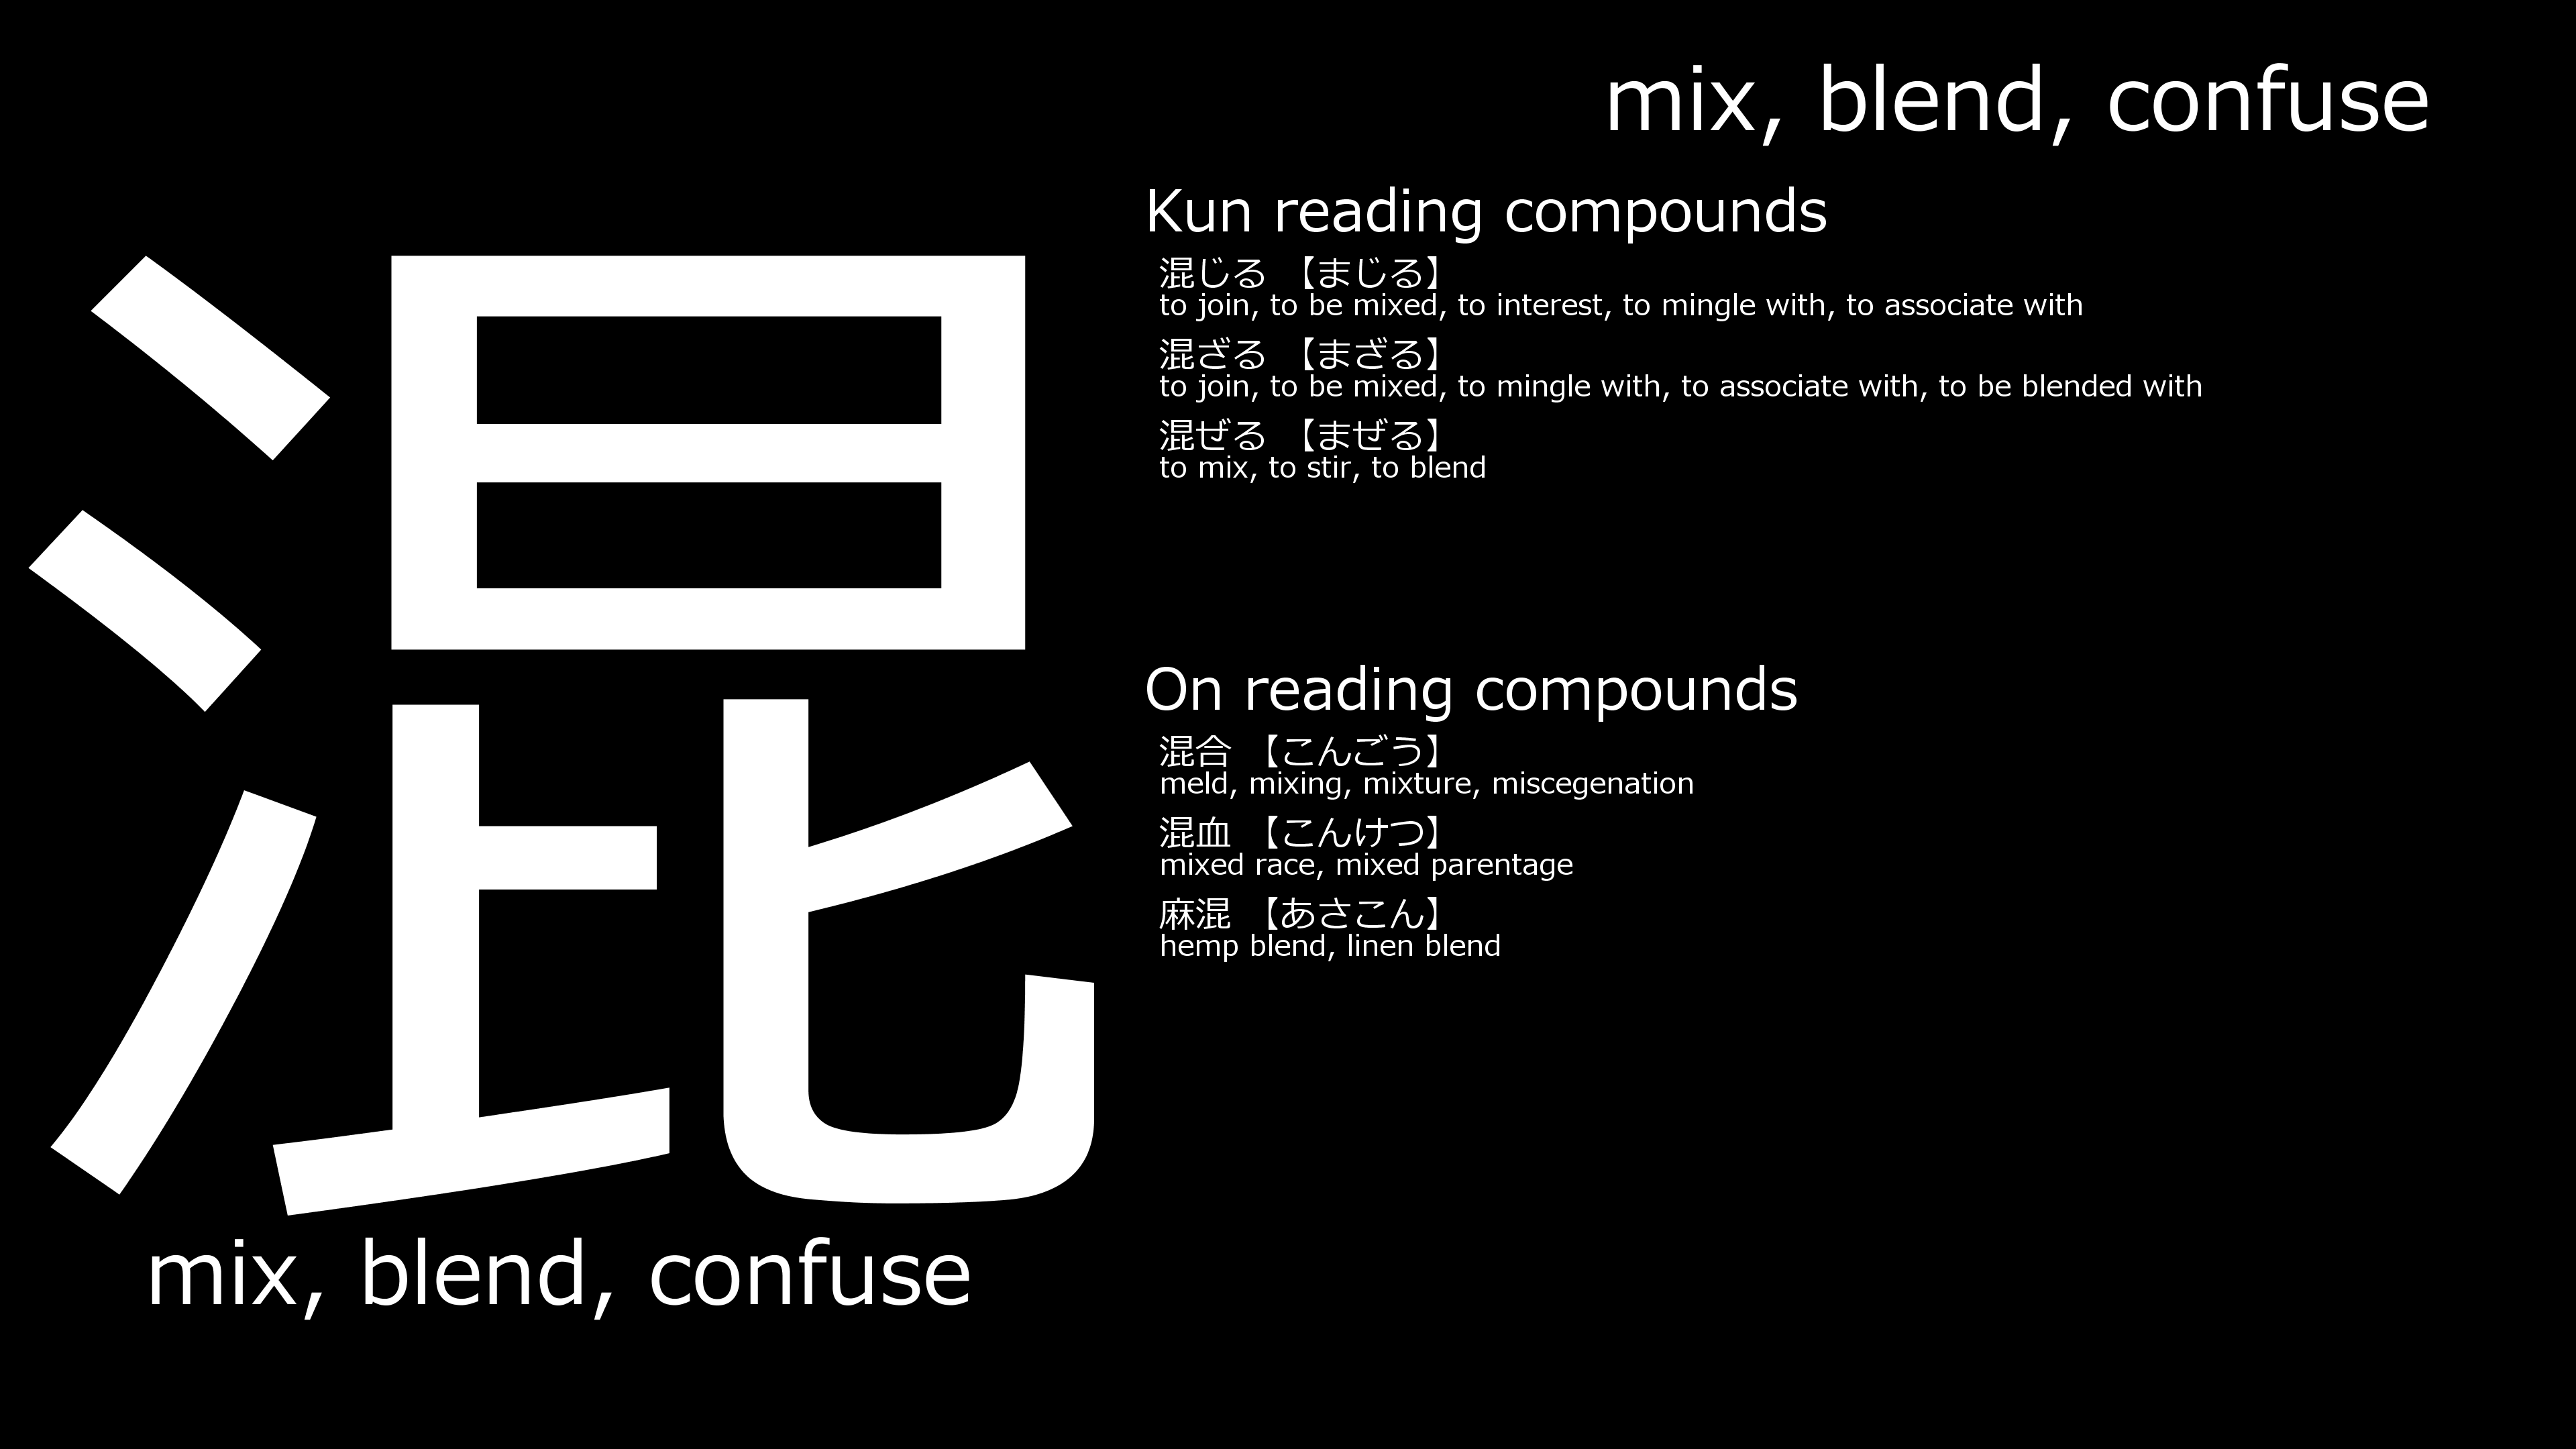 混
mix, blend, confuse
mix, blend, confuse
Kun reading compounds
混じる 【まじる】
to join, to be mixed, to interest, to mingle with, to associate with
混ざる 【まざる】
to join, to be mixed, to mingle with, to associate with, to be blended with
混ぜる 【まぜる】
to mix, to stir, to blend
On reading compounds
混合 【こんごう】
meld, mixing, mixture, miscegenation
混血 【こんけつ】
mixed race, mixed parentage
麻混 【あさこん】
hemp blend, linen blend